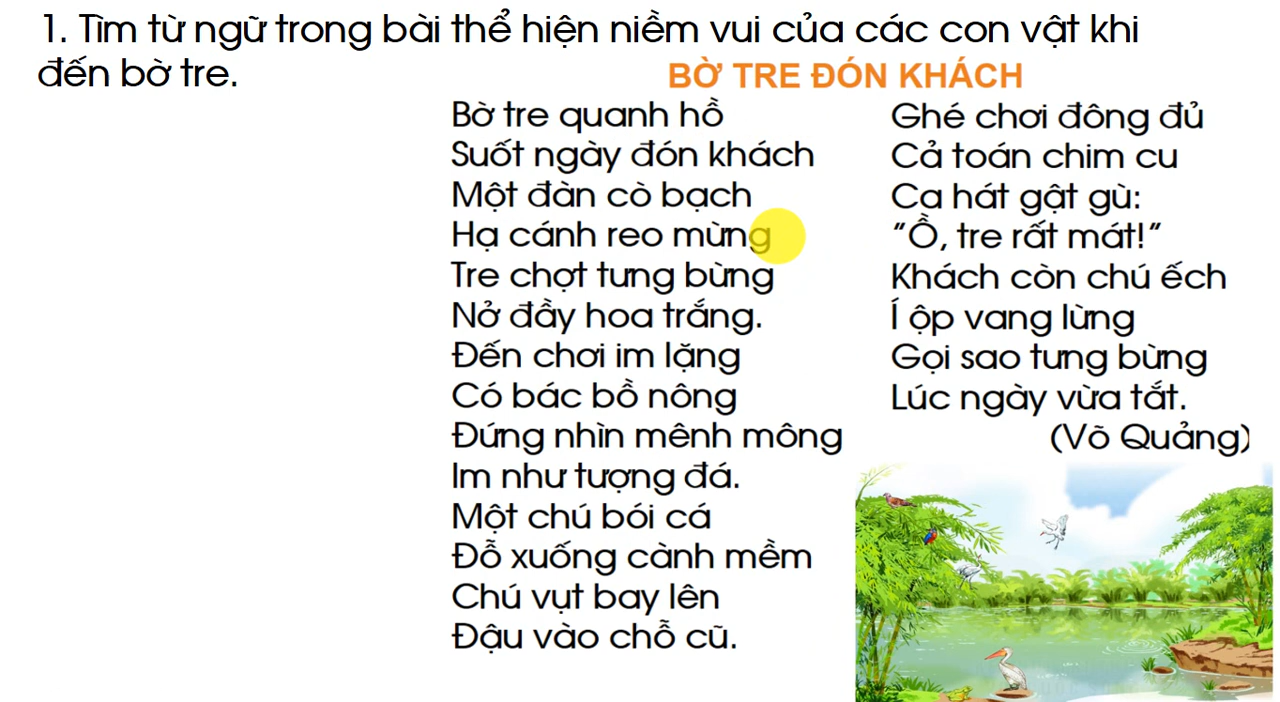 1. Tìm từ ngữ trong bài thể hiện niềm vui của các con vật khi
đến bờ tre.
BỜ TRE ĐÓN KHÁCH
Bờ tre quanh hồ
Suốt ngày đón khách
Một đàn cò bạch
Hạ cánh reo mừng
Tre chợt tưng bừng
Nở đầy hoa trắng.
Đến chơi im lặng
Có bác bồ nông
Đứng nhìn mênh mông
Im như tượng đá.
Một chú bói cá
Đỗ xuống cành mềm
Chú vụt bay lên
Đậu vào chỗ cũ.
Ghé chơi đông đủ
Cả toán chim cu
Ca hát gật gù:
"Ồ, tre rất mát!"
Khách còn chú ếch
Í ộp vang lừng
Gọi sao tưng bừng
Lúc ngày vừa tắt.
(Võ Quảng)